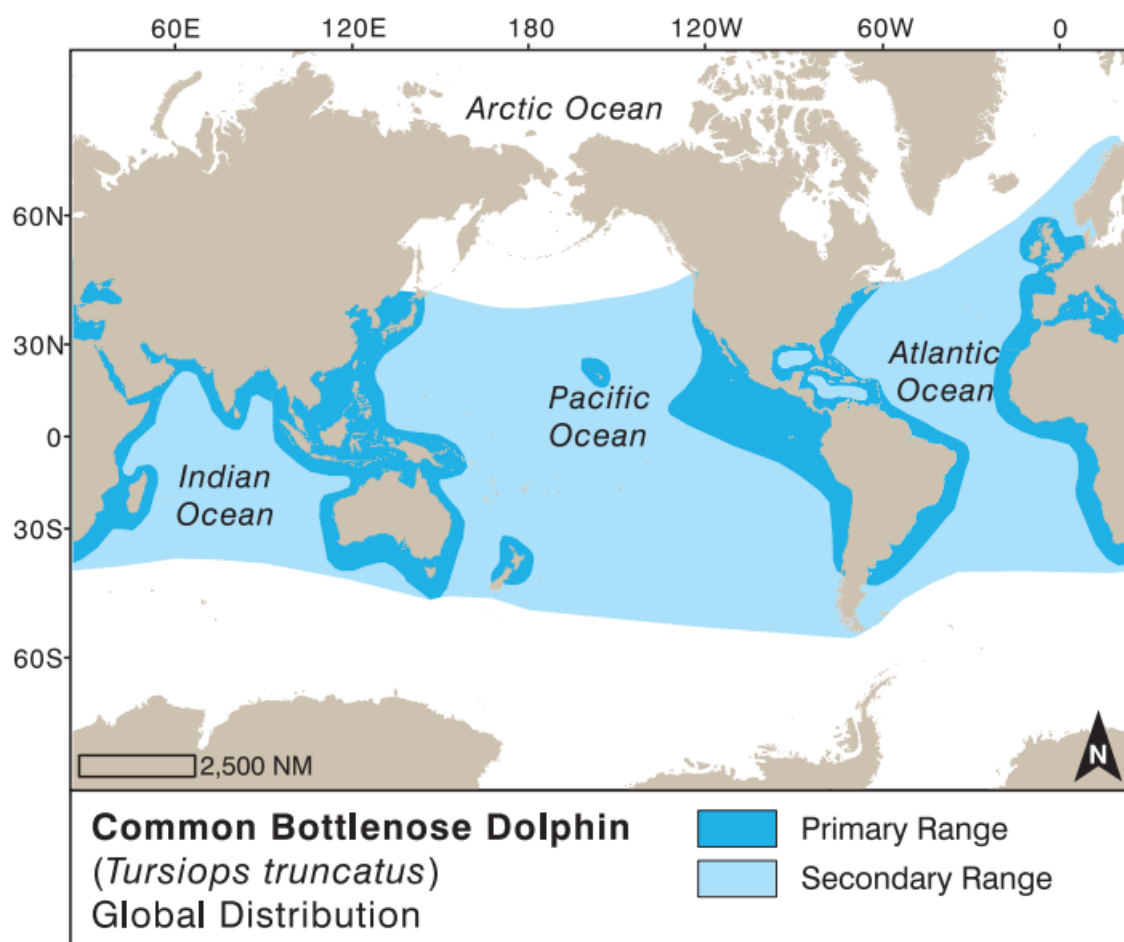 60E 120E 180 120W 60W 0
Arctic Ocean
60N
30N
Atlantic
Ocean
Pacific
Ocean
0
Indian
Ocean
30S
60S
2,500 NM
N
Common Bottlenose Dolphin
(Tursiops truncatus)
Global Distribution
Primary Range
Secondary Range